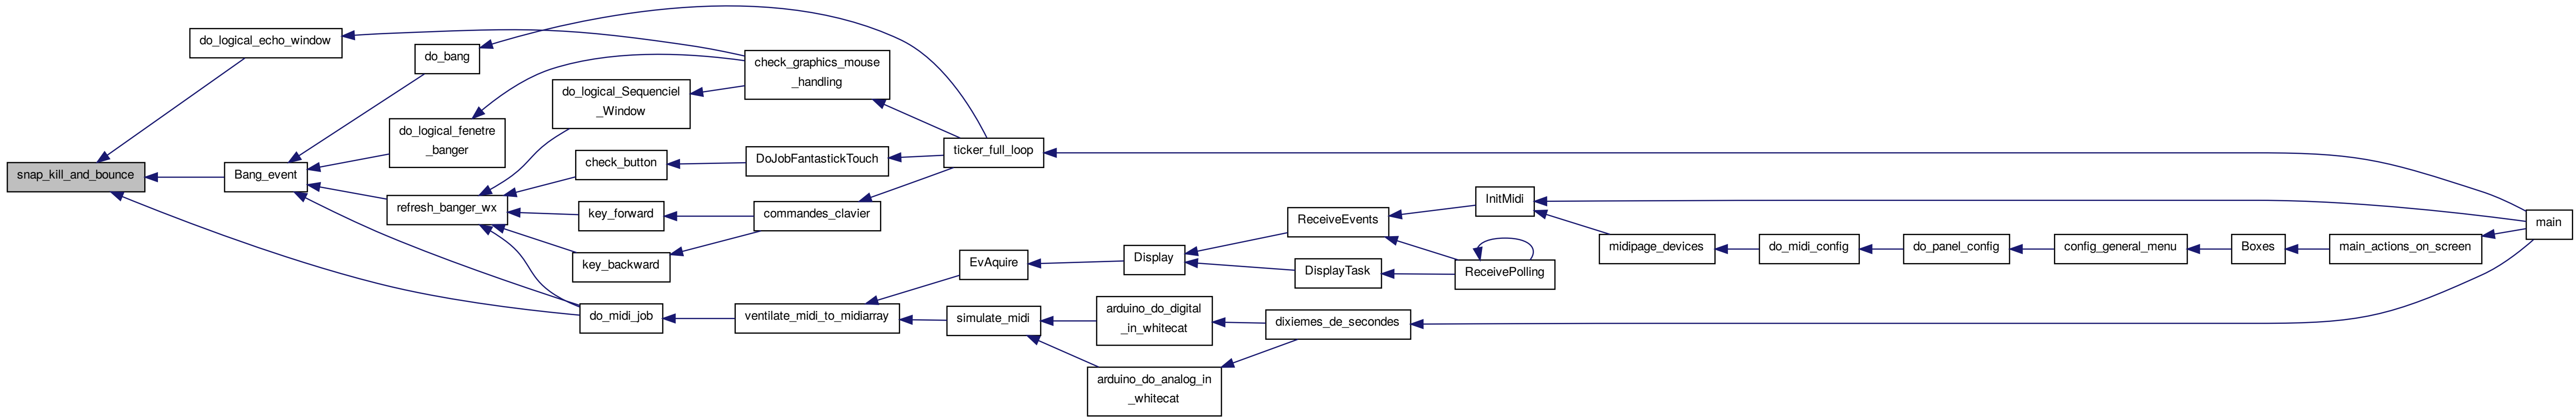 snap_kill_and_bounce
do_logical_echo_window
Bang_event
do_bang
do_logical_fenetre
_banger
refresh_banger_wx
do_logical_Sequenciel
_Window
check_button
key_forward
key_backward
do_midi_job
check_graphics_mouse
_handling
DoJobFantastickTouch
commandes_clavier
ventilate_midi_to_midiarray
ticker_full_loop
EvAquire
simulate_midi
Display
arduino_do_digital
_in_whitecat
arduino_do_analog_in
_whitecat
ReceiveEvents
DisplayTask
dixiemes_de_secondes
InitMidi
ReceivePolling
midipage_devices
do_midi_config
do_panel_config
config_general_menu
Boxes
main_actions_on_screen
main